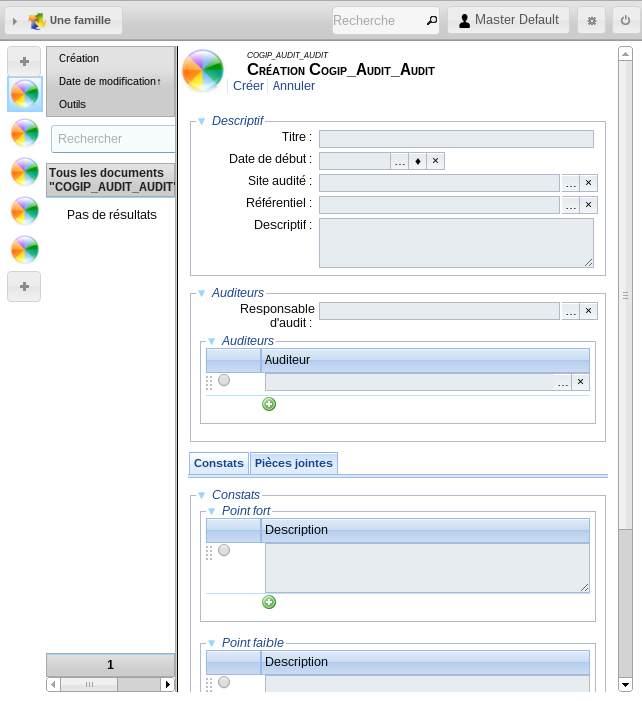 Une famille
Recherche
Master Default
Création
Date de modification↑
Outils
Rechercher
Tous les documents
"COGIP_AUDIT_AUDIT"
Pas de résultats
1
COGIP_AUDIT_AUDIT
Création Cogip_Audit_Audit
Créer Annuler
Descriptif
Titre :
Date de début : ... ♦ ×
Site audité : ... ×
Référentiel : ... ×
Descriptif :
Auditeurs
Responsable
d'audit : ... ×
Auditeurs
Auditeur
... ×
Constats Pièces jointes
Constats
Point fort
Description
Point faible
Description